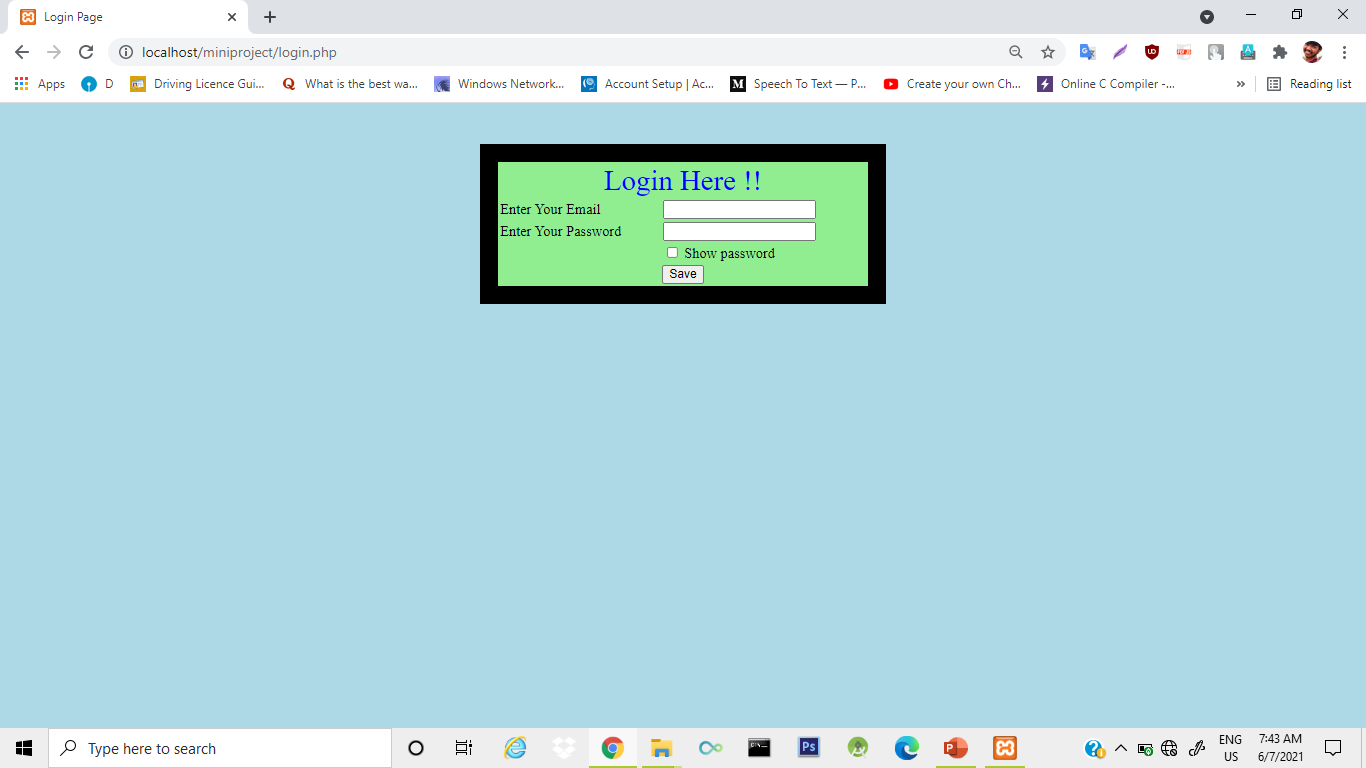 Login Page
localhost/miniproject/login.php
Apps D Driving Licence Gui... What is the best wa... Windows Network... Account Setup | Ac... Speech To Text — P... Create your own Ch... Online C Compiler -... » Reading list
Login Here !!
Enter Your Email
Enter Your Password
Show password
Save
Type here to search
ENG 7:43 AM
US 6/7/2021